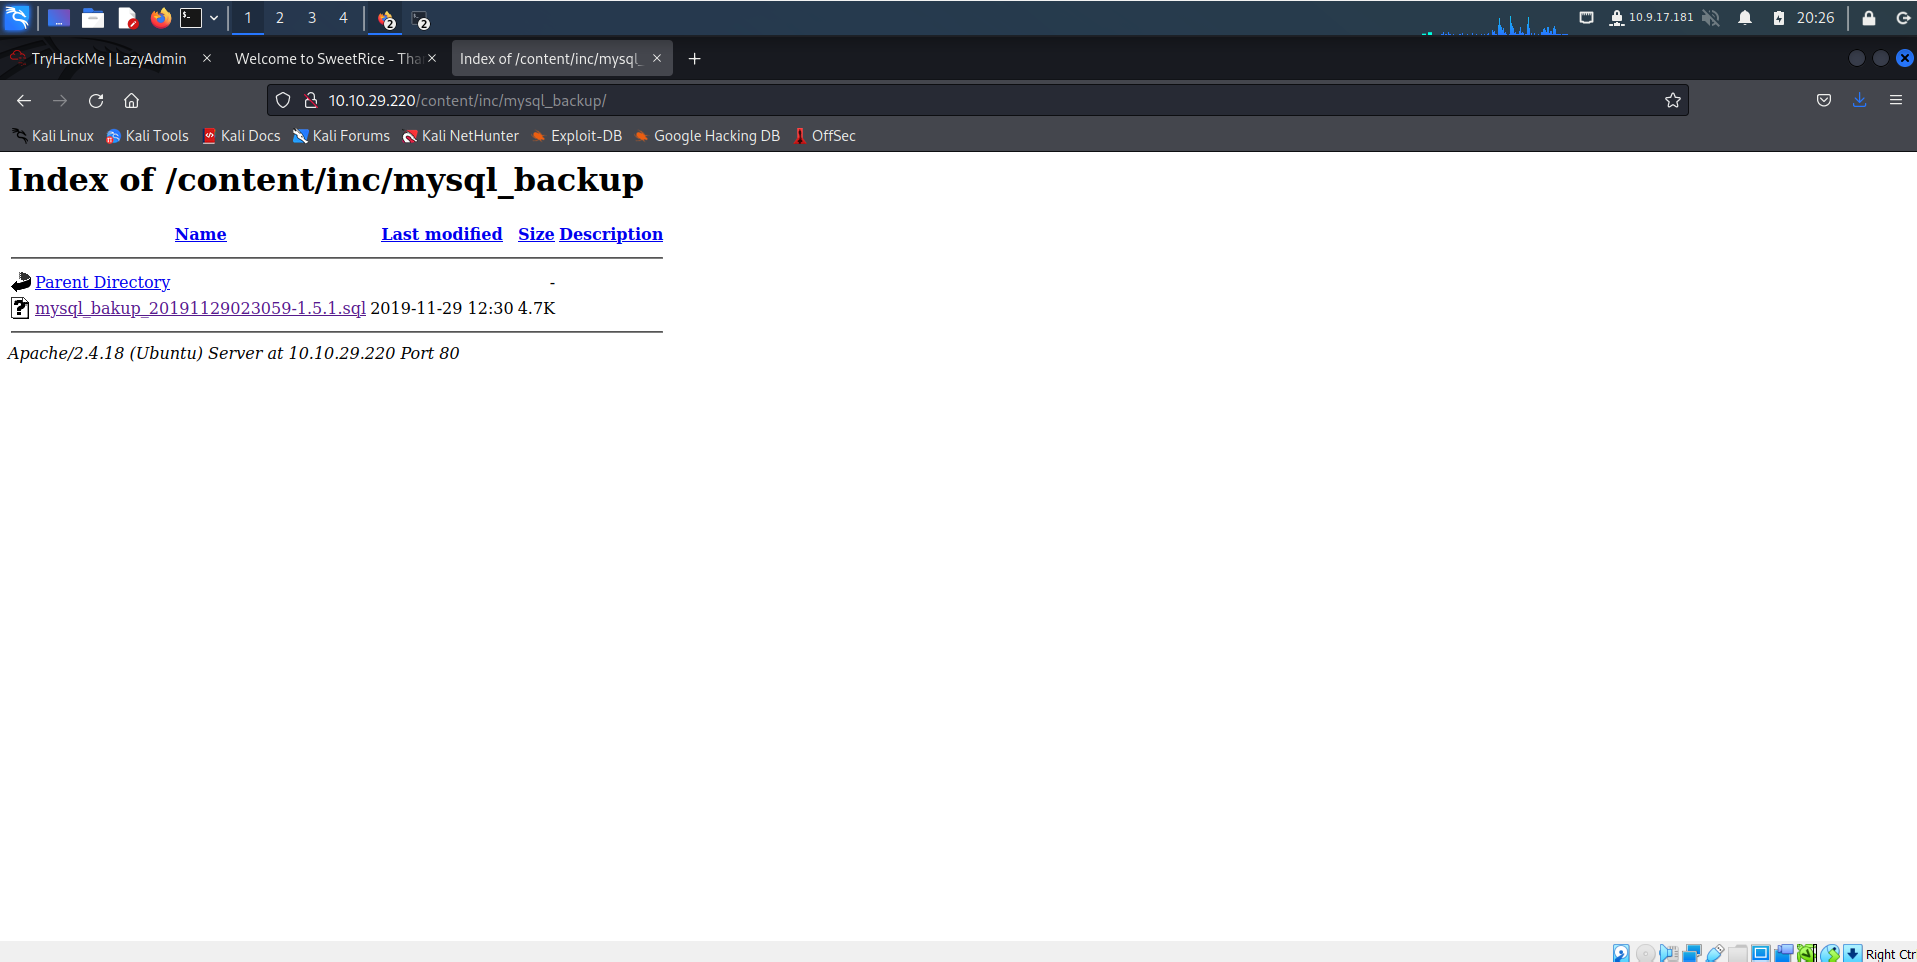 1 2 3 4 2 2 10.9.17.181 20:26
TryHackMe | LazyAdmin Welcome to SweetRice - Tha Index of /content/inc/mysql_
10.10.29.220/content/inc/mysql_backup/
Kali Linux Kali Tools Kali Docs Kali Forums Kali NetHunter Exploit-DB Google Hacking DB OffSec
Index of /content/inc/mysql_backup
Name Last modified Size Description
Parent Directory -
mysql_bakup_20191129023059-1.5.1.sql 2019-11-29 12:30 4.7K
Apache/2.4.18 (Ubuntu) Server at 10.10.29.220 Port 80
Right Ctr